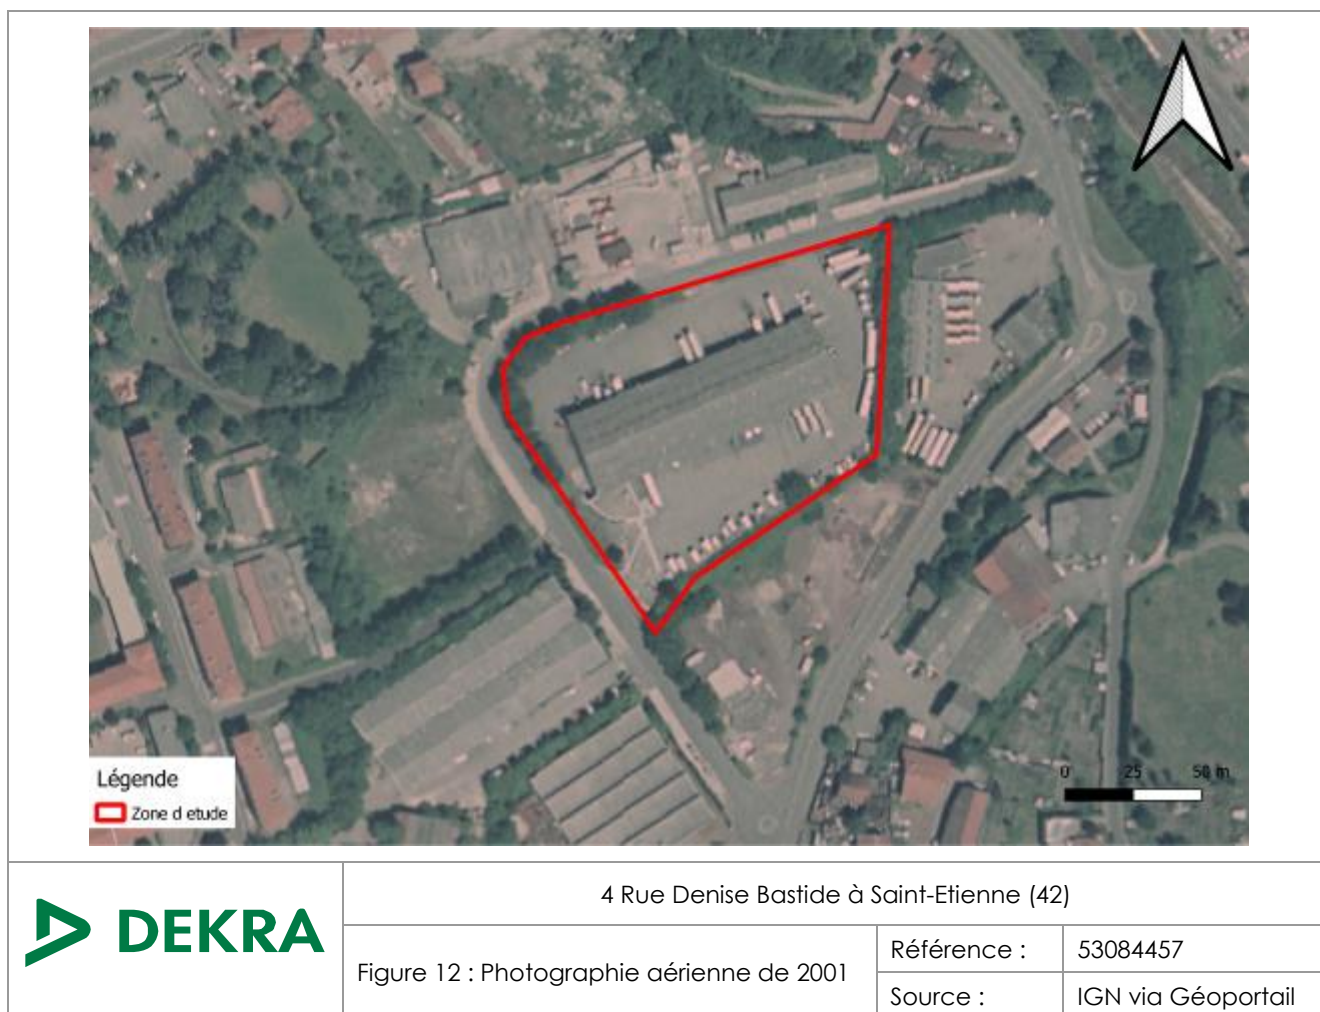 0 25 50 m
Légende
Zone d etude
DEKRA
4 Rue Denise Bastide à Saint-Etienne (42)
Figure 12 : Photographie aérienne de 2001
Référence :
53084457
Source :
IGN via Géoportail